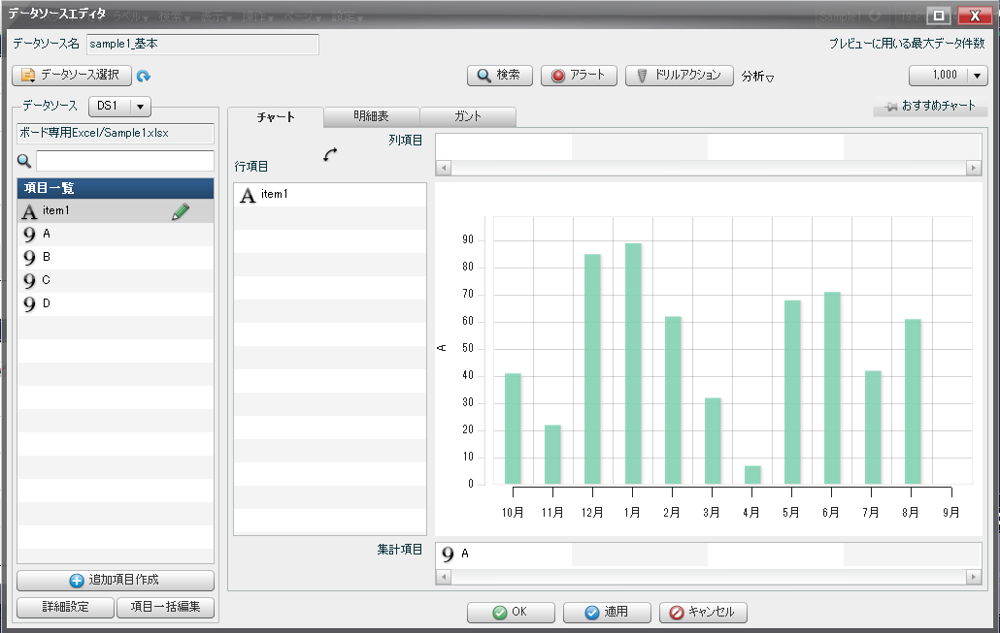 データソースエディタ
ラベル 検索 表示 操作 ページ 設定
Sample1
データソース名 sample1_基本
プレビューに用いる最大データ件数
データソース選択
検索
アラート
ドリルアクション
分析
1,000
データソース DS1
おすすめチャート
ボード専用Excel/Sample1.xlsx
チャート 明細表 ガント
項目一覧
item1
A
B
C
D
追加項目作成
詳細設定 項目一括編集
列項目
行項目
item1
集計項目
A
A
90
80
70
60
50
40
30
20
10
0
10月 11月 12月 1月 2月 3月 4月 5月 6月 7月 8月 9月
OK 適用 キャンセル